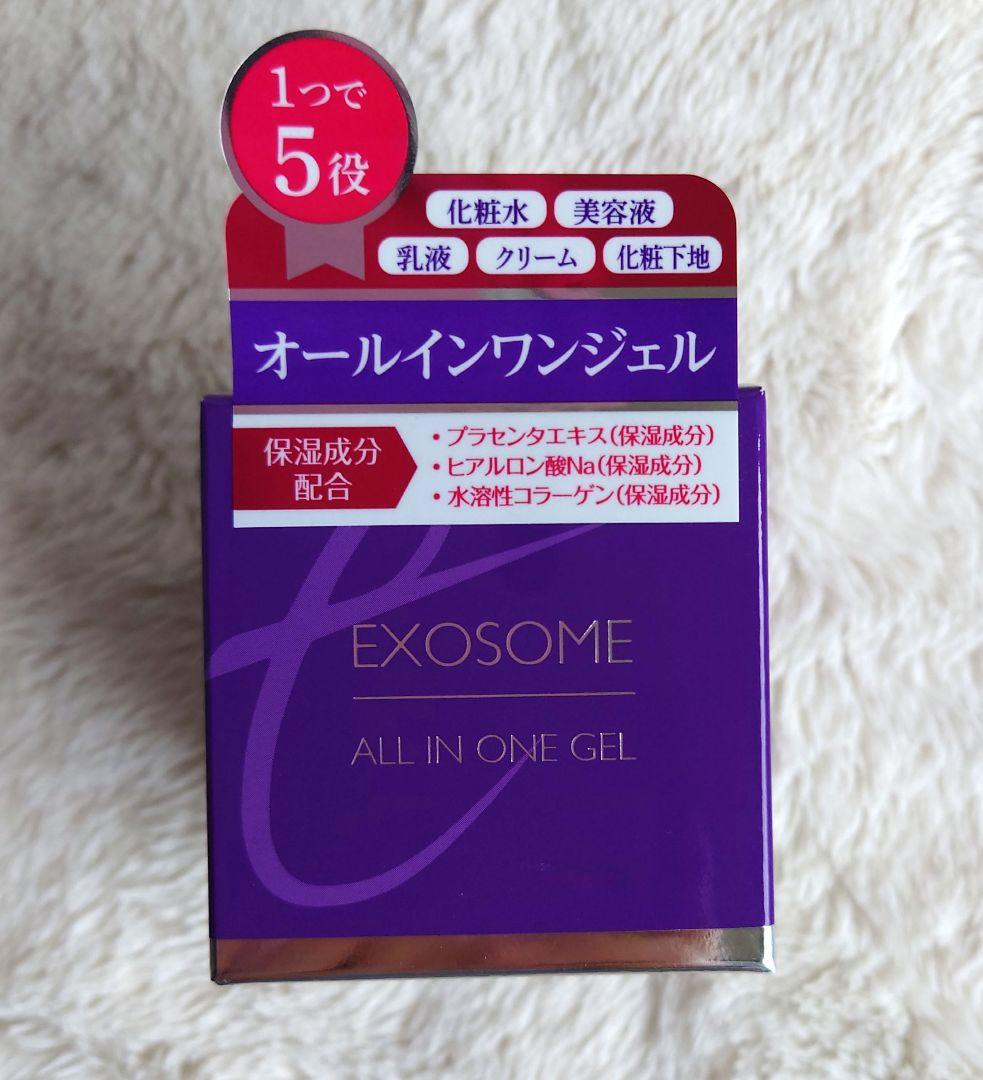 1つで
5役
化粧水 美容液
乳液 クリーム 化粧下地
オールインワンジェル
保湿成分
配合
・プラセンタエキス(保湿成分)
・ヒアルロン酸Na(保湿成分)
・水溶性コラーゲン(保湿成分)
EXOSOME
ALL IN ONE GEL